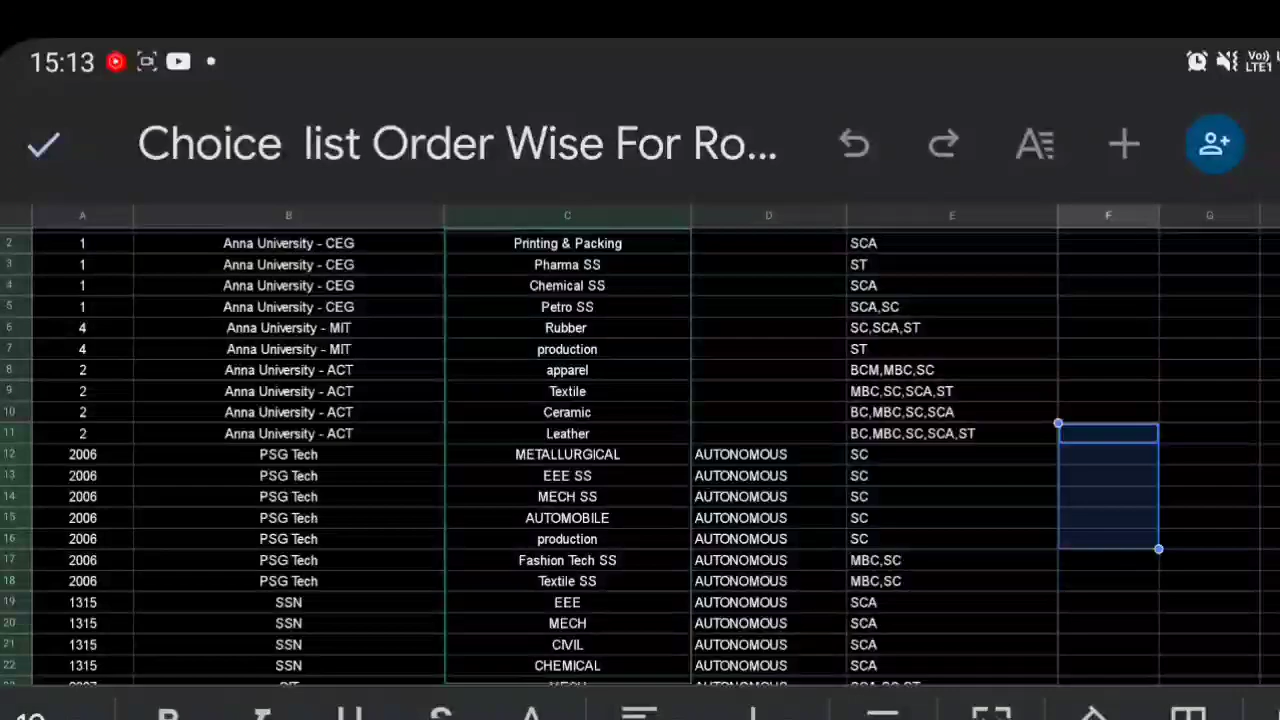 15:13 Vo)) LTE1
Choice list Order Wise For Ro...
A B C D E F G
2 1 Anna University - CEG Printing & Packing SCA
3 1 Anna University - CEG Pharma SS ST
4 1 Anna University - CEG Chemical SS SCA
5 1 Anna University - CEG Petro SS SCA,SC
6 4 Anna University - MIT Rubber SC,SCA,ST
7 4 Anna University - MIT production ST
8 2 Anna University - ACT apparel BCM,MBC,SC
9 2 Anna University - ACT Textile MBC,SC,SCA,ST
10 2 Anna University - ACT Ceramic BC,MBC,SC,SCA
11 2 Anna University - ACT Leather BC,MBC,SC,SCA,ST
12 2006 PSG Tech METALLURGICAL AUTONOMOUS SC
13 2006 PSG Tech EEE SS AUTONOMOUS SC
14 2006 PSG Tech MECH SS AUTONOMOUS SC
15 2006 PSG Tech AUTOMOBILE AUTONOMOUS SC
16 2006 PSG Tech production AUTONOMOUS SC
17 2006 PSG Tech Fashion Tech SS AUTONOMOUS MBC,SC
18 2006 PSG Tech Textile SS AUTONOMOUS MBC,SC
19 1315 SSN EEE AUTONOMOUS SCA
20 1315 SSN MECH AUTONOMOUS SCA
21 1315 SSN CIVIL AUTONOMOUS SCA
22 1315 SSN CHEMICAL AUTONOMOUS SCA